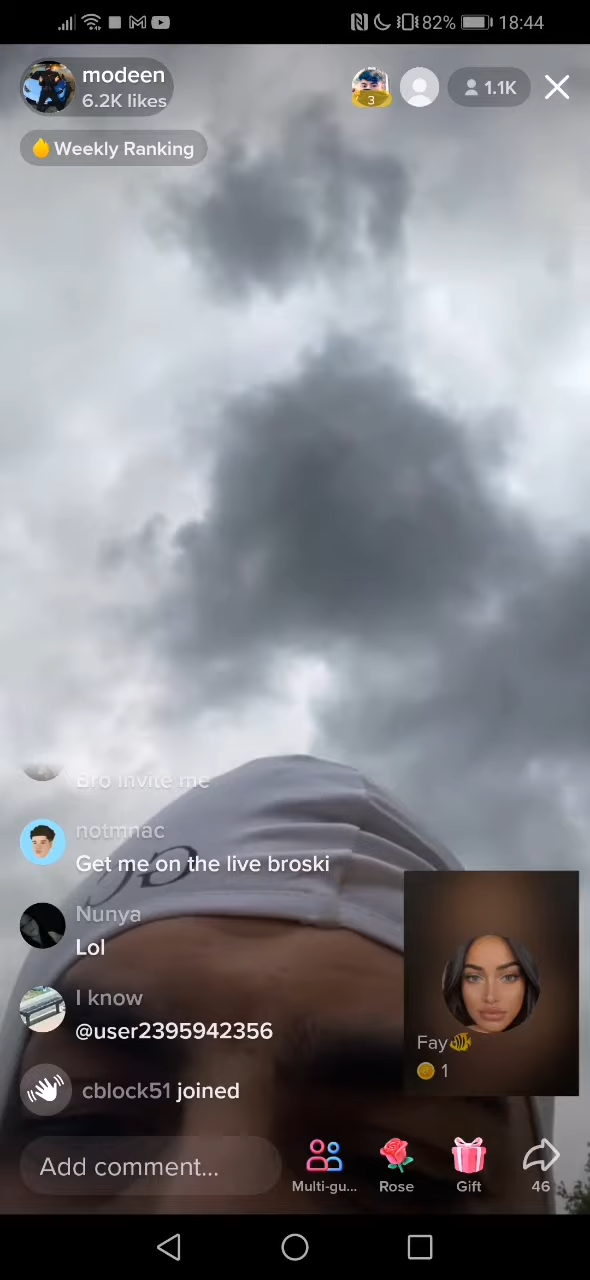 82% 18:44
modeen
6.2K likes
3
1.1K
Weekly Ranking
Bro invite me
notmnac
Get me on the live broski
Nunya
Lol
I know
@user2395942356
cblock51 joined
Fay🐠
1
Add comment...
Multi-gu...
Rose
Gift
46